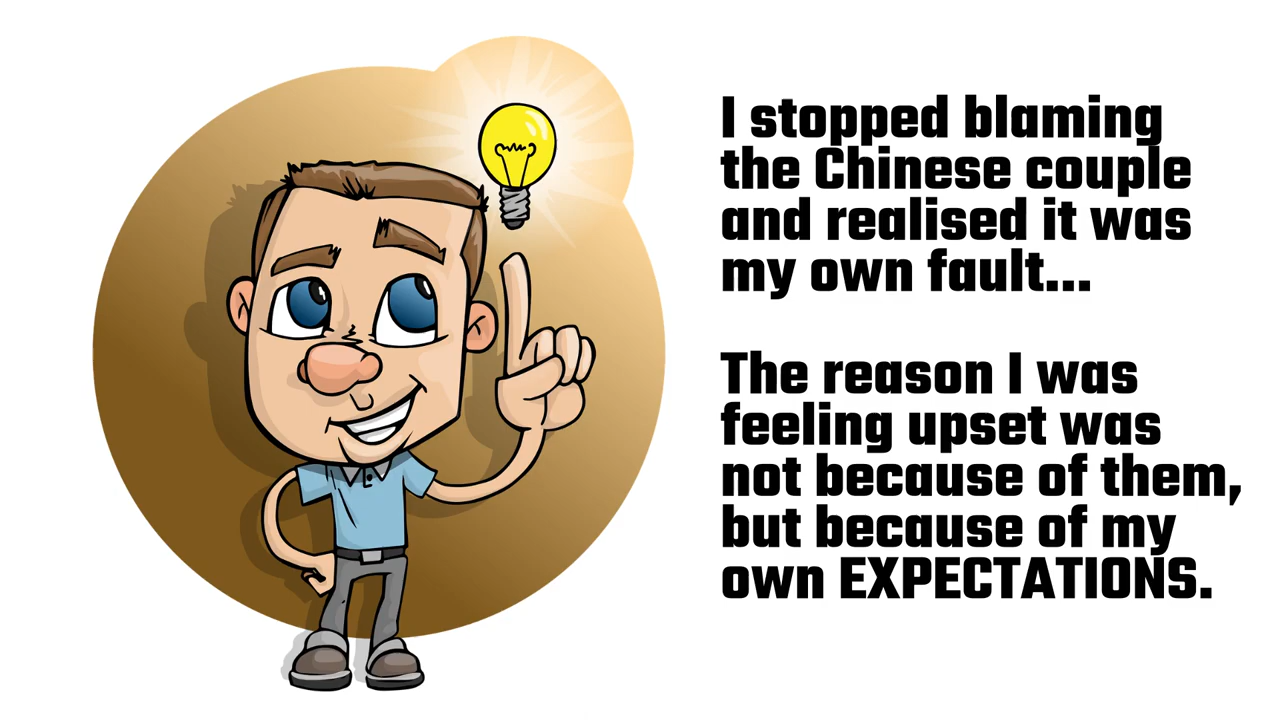 I stopped blaming
the Chinese couple
and realised it was
my own fault...
The reason I was
feeling upset was
not because of them,
but because of my
own EXPECTATIONS.